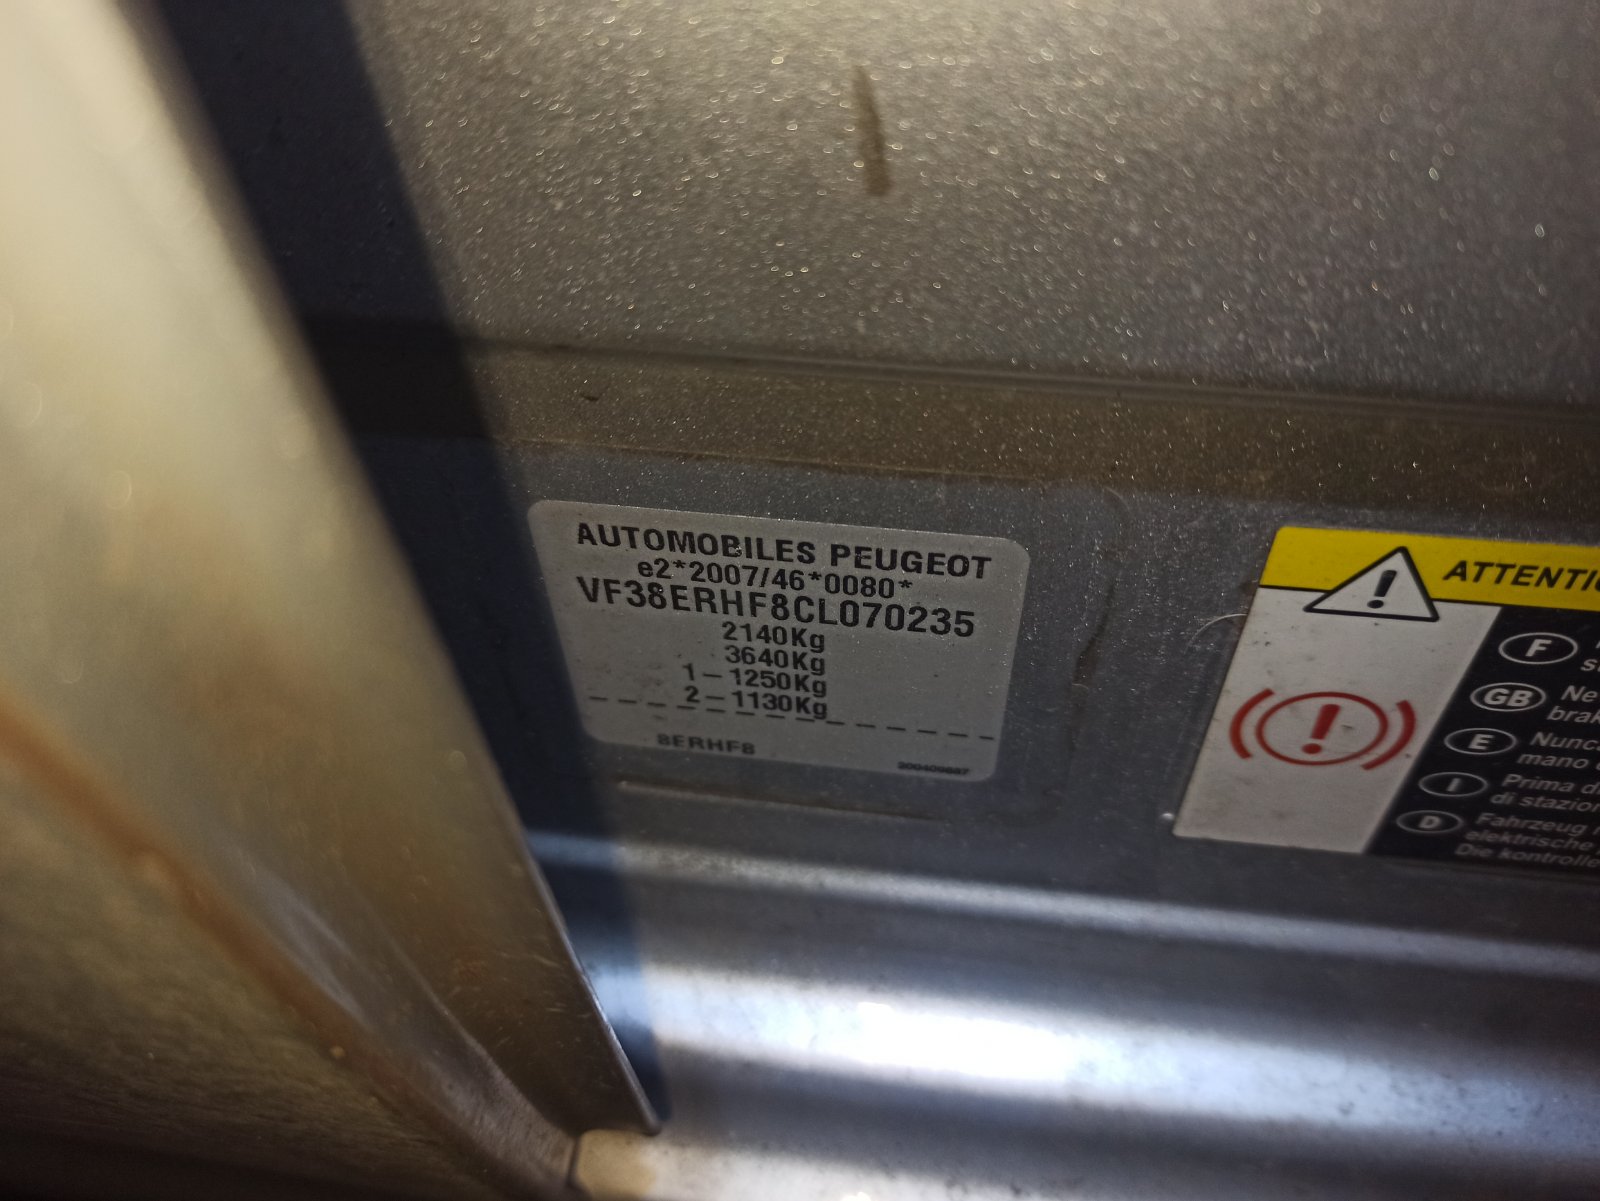 AUTOMOBILES PEUGEOT
e2*2007/46*0080*
VF38ERHF8CL070235
2140Kg
3640Kg
1-1250Kg
2-1130Kg
8ERHF8
ATTENTIO
F
GB Ne
brak
E Nunca
mano
I Prima d
di stazion
D Fahrzeug
elektrische
Die kontrolle